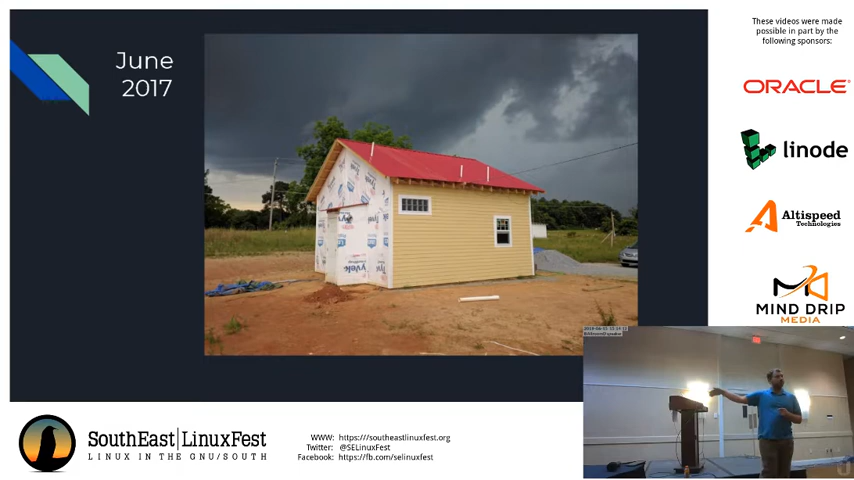 June
2017
These videos were made
possible in part by the
following sponsors:
ORACLE
linode
Altispeed
Technologies
MIND DRIP
MEDIA
Tyvek
SouthEast|LinuxFest
LINUX IN THE GNU/SOUTH
WWW: https:///southeastlinuxfest.org
Twitter: @SELinuxFest
Facebook: https://fb.com/selinuxfest